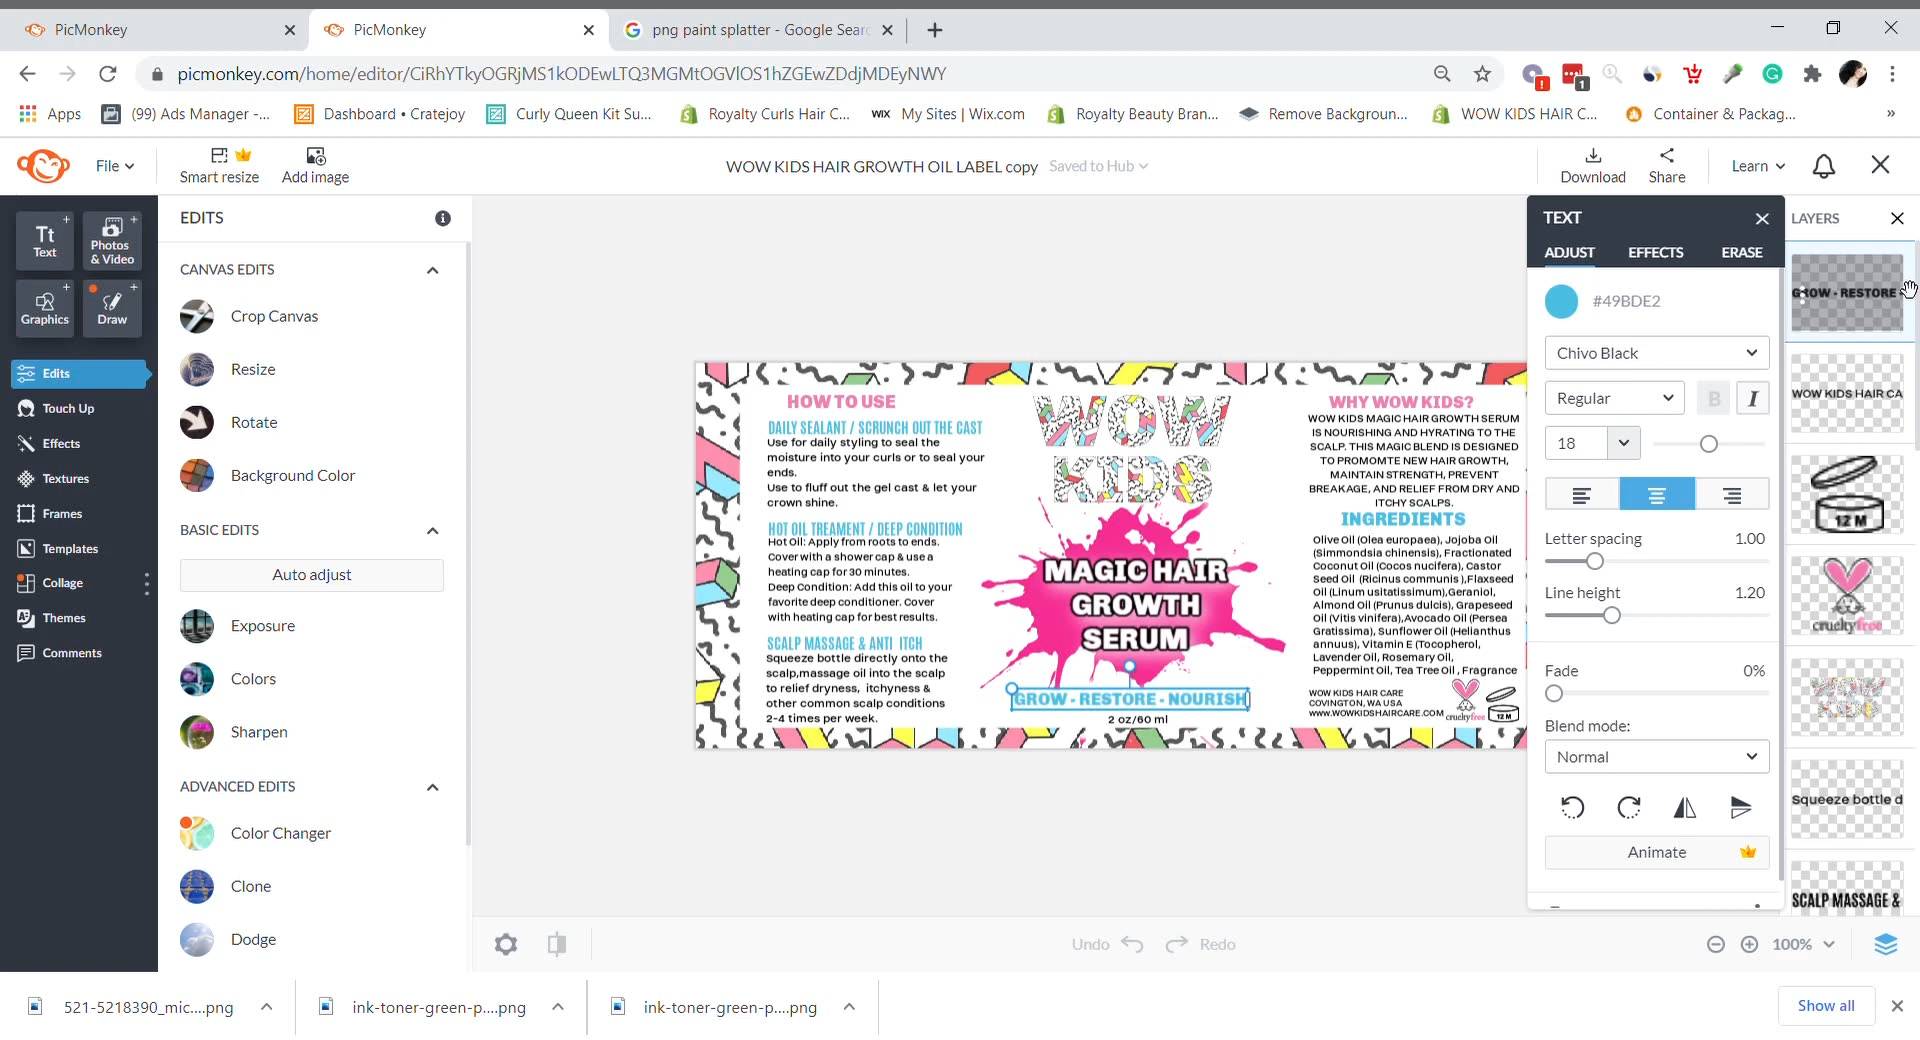 PicMonkey
PicMonkey
png paint splatter - Google Sear
picmonkey.com/home/editor/CiRhYTkyOGRjMS1kODEwLTQ3MGMtOGVlOS1hZGEwZDdjMDEyNWY
Apps
(99) Ads Manager -...
Dashboard • Cratejoy
Curly Queen Kit Su...
Royalty Curls Hair C...
WIX My Sites | Wix.com
Royalty Beauty Bran...
Remove Backgroun...
WOW KIDS HAIR C...
Container & Packag...
»
File
Smart resize
Add image
WOW KIDS HAIR GROWTH OIL LABEL copy Saved to Hub
Download
Share
Learn
Tt
Text
Photos
& Video
Graphics
Draw
Edits
Touch Up
Effects
Textures
Frames
Templates
Collage
Themes
Comments
EDITS
CANVAS EDITS
Crop Canvas
Resize
Rotate
Background Color
BASIC EDITS
Auto adjust
Exposure
Colors
Sharpen
ADVANCED EDITS
Color Changer
Clone
Dodge
HOW TO USE
DAILY SEALANT / SCRUNCH OUT THE CAST
Use for daily styling to seal the
moisture into your curls or to seal your
ends.
Use to fluff out the gel cast & let your
crown shine.
HOT OIL TREAMENT / DEEP CONDITION
Hot Oil: Apply from roots to ends.
Cover with a shower cap & use a
heating cap for 30 minutes.
Deep Condition: Add this oil to your
favorite deep conditioner. Cover
with heating cap for best results.
SCALP MASSAGE & ANTI ITCH
Squeeze bottle directly onto the
scalp,massage oil into the scalp
to relief dryness, itchyness &
other common scalp conditions
2-4 times per week.
WOW
KIDS
MAGIC HAIR
GROWTH
SERUM
GROW - RESTORE - NOURISH
2 oz/60 ml
WHY WOW KIDS?
WOW KIDS MAGIC HAIR GROWTH SERUM
IS NOURISHING AND HYRATING TO THE
SCALP. THIS MAGIC BLEND IS DESIGNED
TO PROMOMTE NEW HAIR GROWTH,
MAINTAIN STRENGTH, PREVENT
BREAKAGE, AND RELIEF FROM DRY AND
ITCHY SCALPS.
INGREDIENTS
Olive Oil (Olea europaea), Jojoba Oil
(Simmondsia chinensis), Fractionated
Coconut Oil (Cocos nucifera), Castor
Seed Oil (Ricinus communis ),Flaxseed
Oil (Linum usitatissimum),Geraniol,
Almond Oil (Prunus dulcis), Grapeseed
Oil (Vitis vinifera),Avocado Oil (Persea
Gratissima), Sunflower Oil (Helianthus
annuus), Vitamin E (Tocopherol,
Lavender Oil, Rosemary Oil,
Peppermint Oil, Tea Tree Oil , Fragrance
WOW KIDS HAIR CARE
COVINGTON, WA USA
www.WOWKIDSHAIRCARE.COM
crueltyfree
12 M
TEXT
ADJUST
EFFECTS
ERASE
#49BDE2
Chivo Black
Regular
B
I
18
Letter spacing
1.00
Line height
1.20
Fade
0%
Blend mode:
Normal
Animate
LAYERS
GROW - RESTORE
WOW KIDS HAIR CA
12 M
crueltyfree
WOW
KIDS
Squeeze bottle d
SCALP MASSAGE &
Undo
Redo
100%
521-5218390_mic....png
ink-toner-green-p....png
ink-toner-green-p....png
Show all